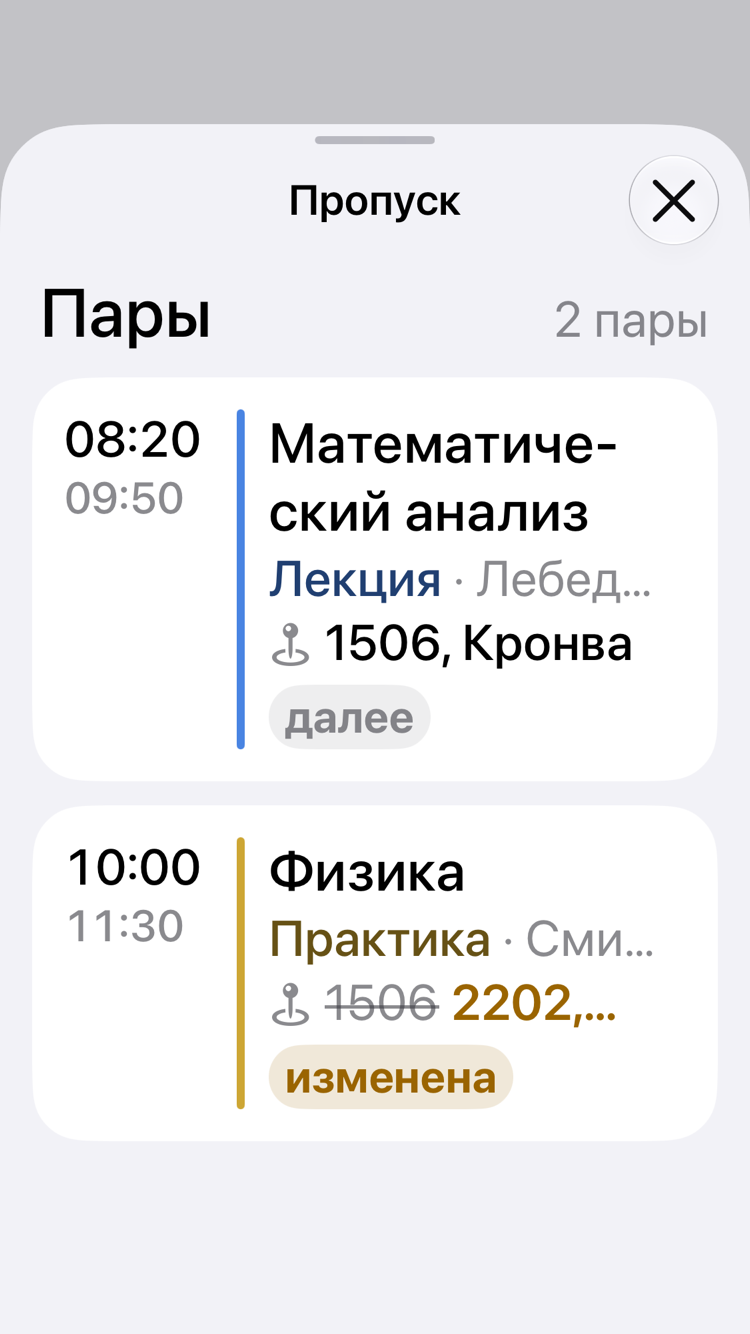 Пропуск
Пары
2 пары
08:20
09:50
Математиче-
ский анализ
Лекция · Лебед...
1506, Кронва
далее
10:00
11:30
Физика
Практика · Сми...
1506 2202,...
изменена